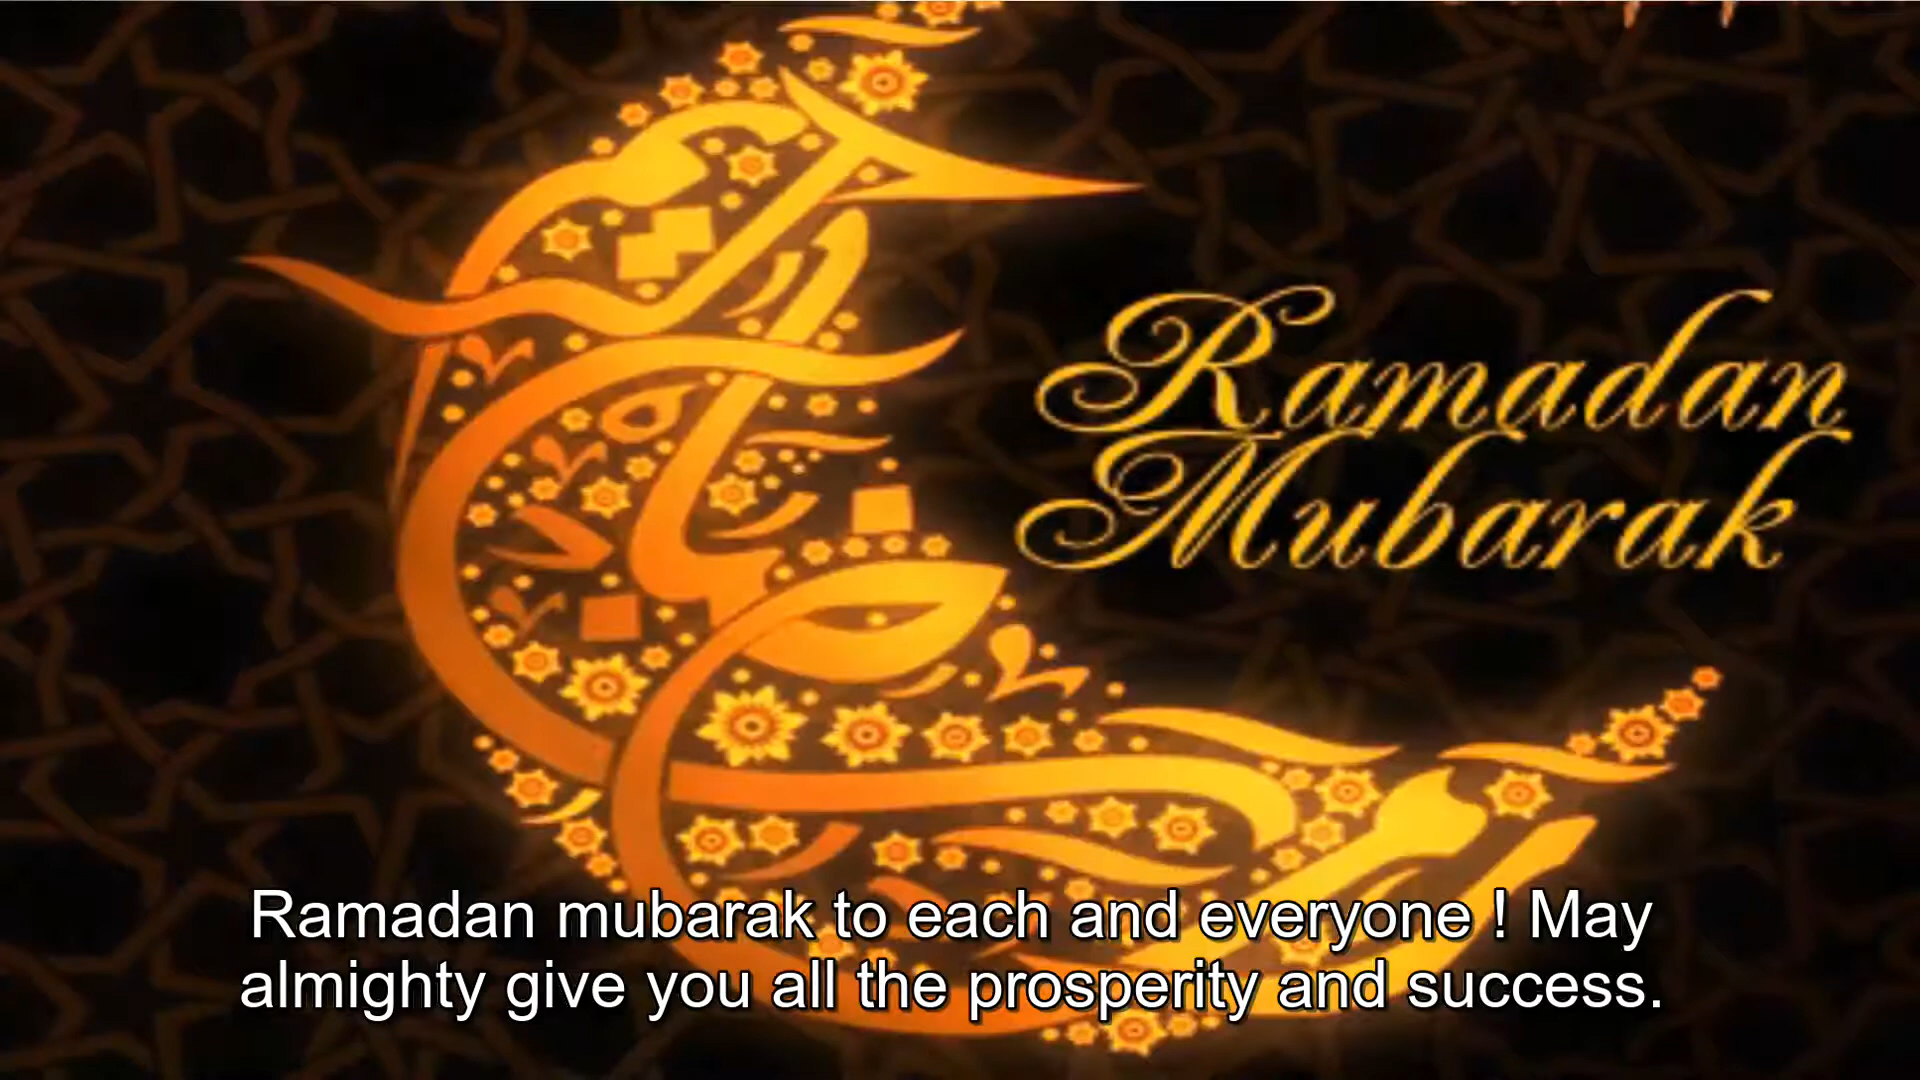 Ramadan
Mubarak
Ramadan mubarak to each and everyone ! May
almighty give you all the prosperity and success.